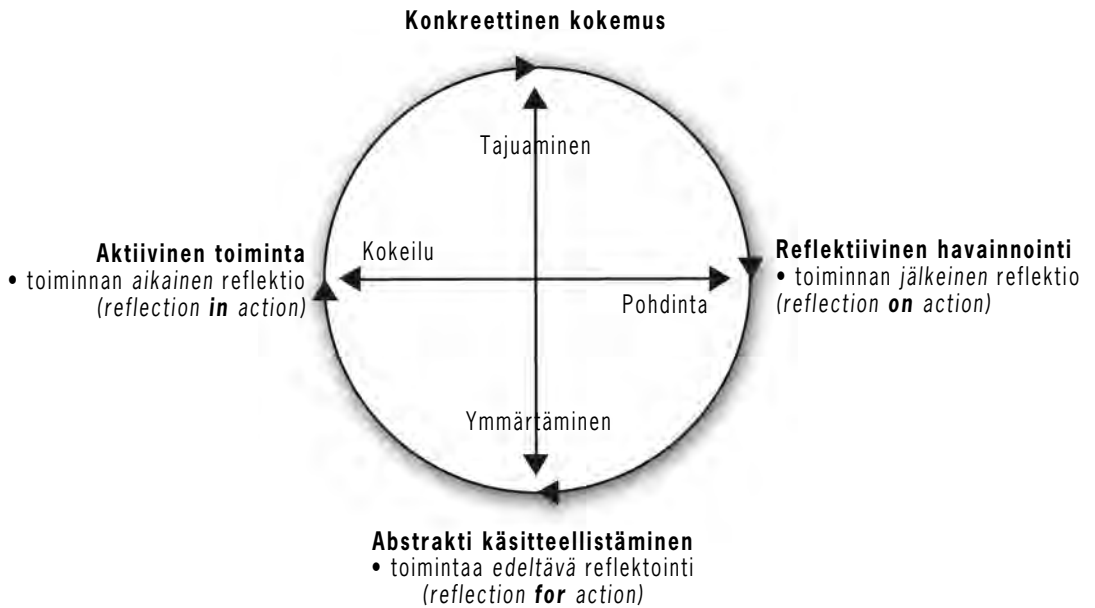 Konkreettinen kokemus
Tajuaminen
Aktiivinen toiminta
• toiminnan aikainen reflektio
(reflection in action)
Kokeilu
Pohdinta
Reflektiivinen havainnointi
• toiminnan jälkeinen reflektio
(reflection on action)
Ymmärtäminen
Abstrakti käsitteellistäminen
• toimintaa edeltävä reflektointi
(reflection for action)